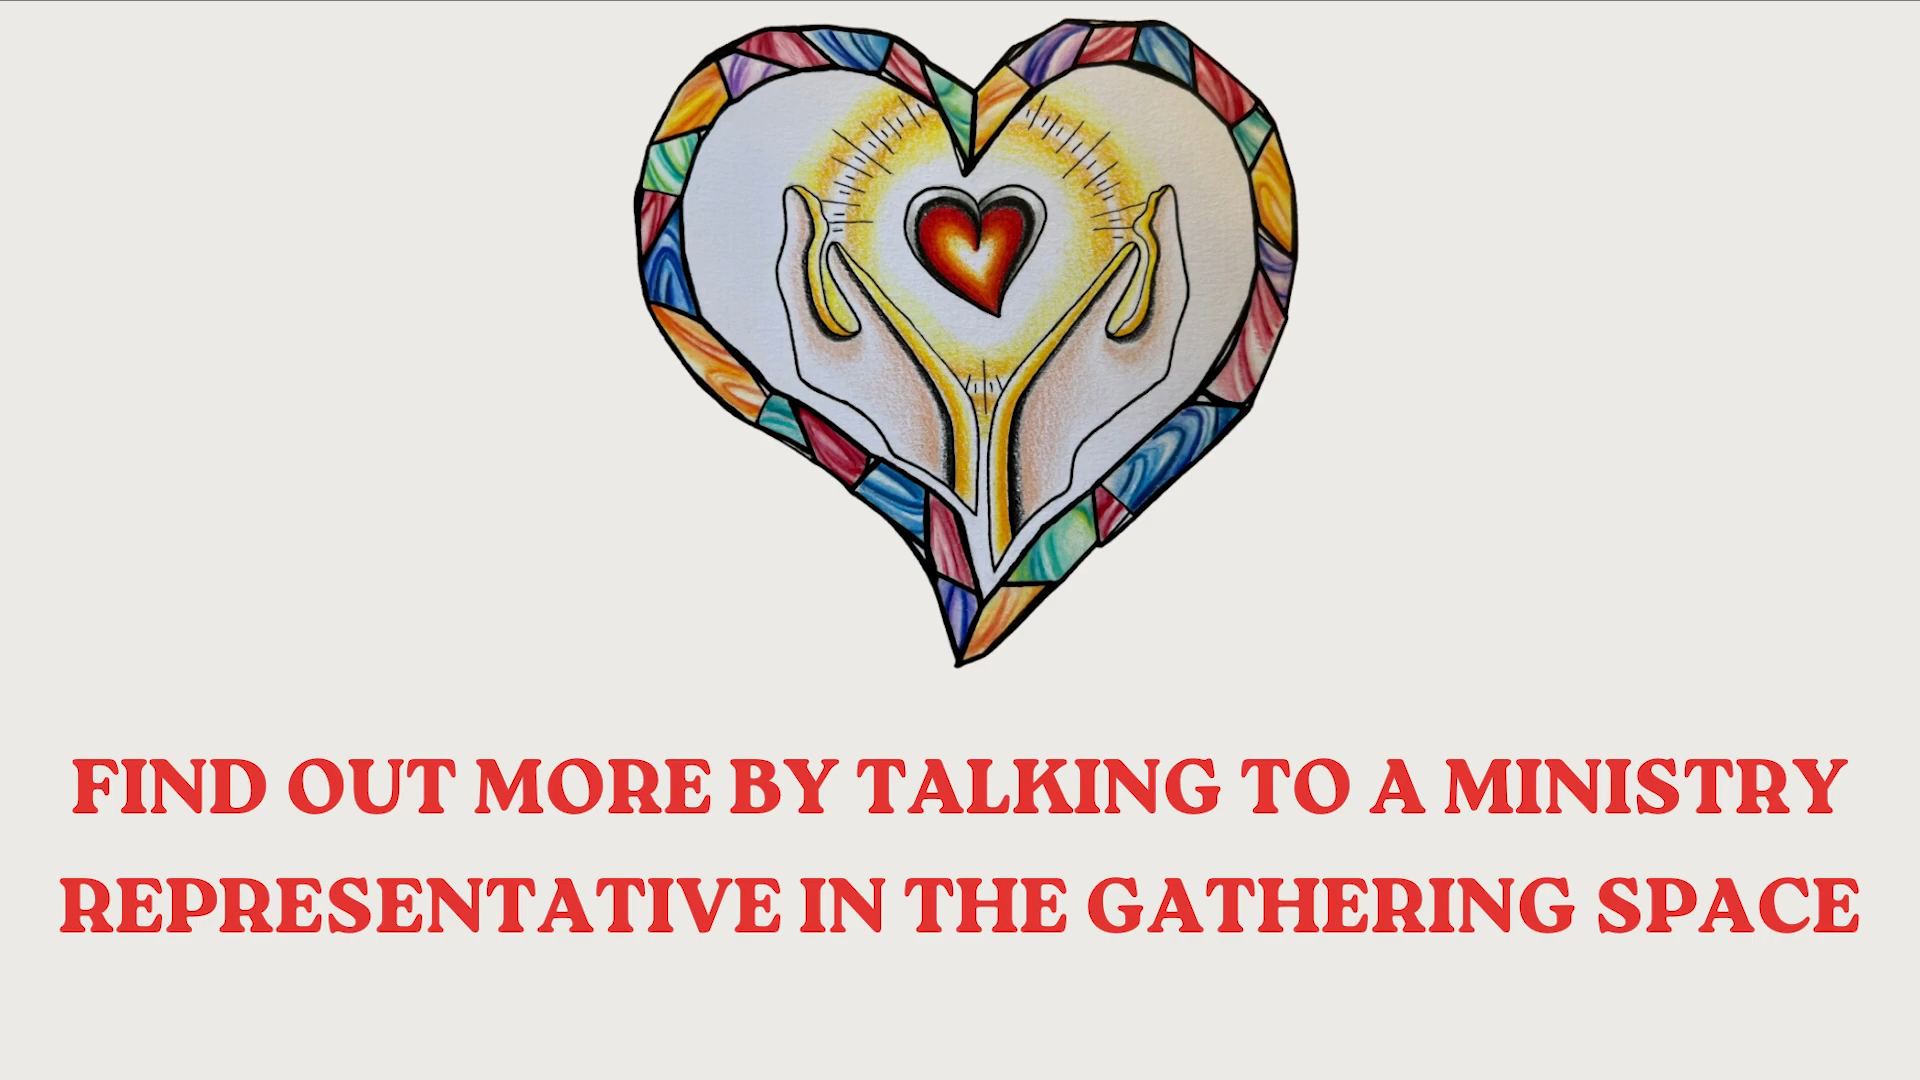 FIND OUT MORE BY TALKING TO A MINISTRY
REPRESENTATIVE IN THE GATHERING SPACE